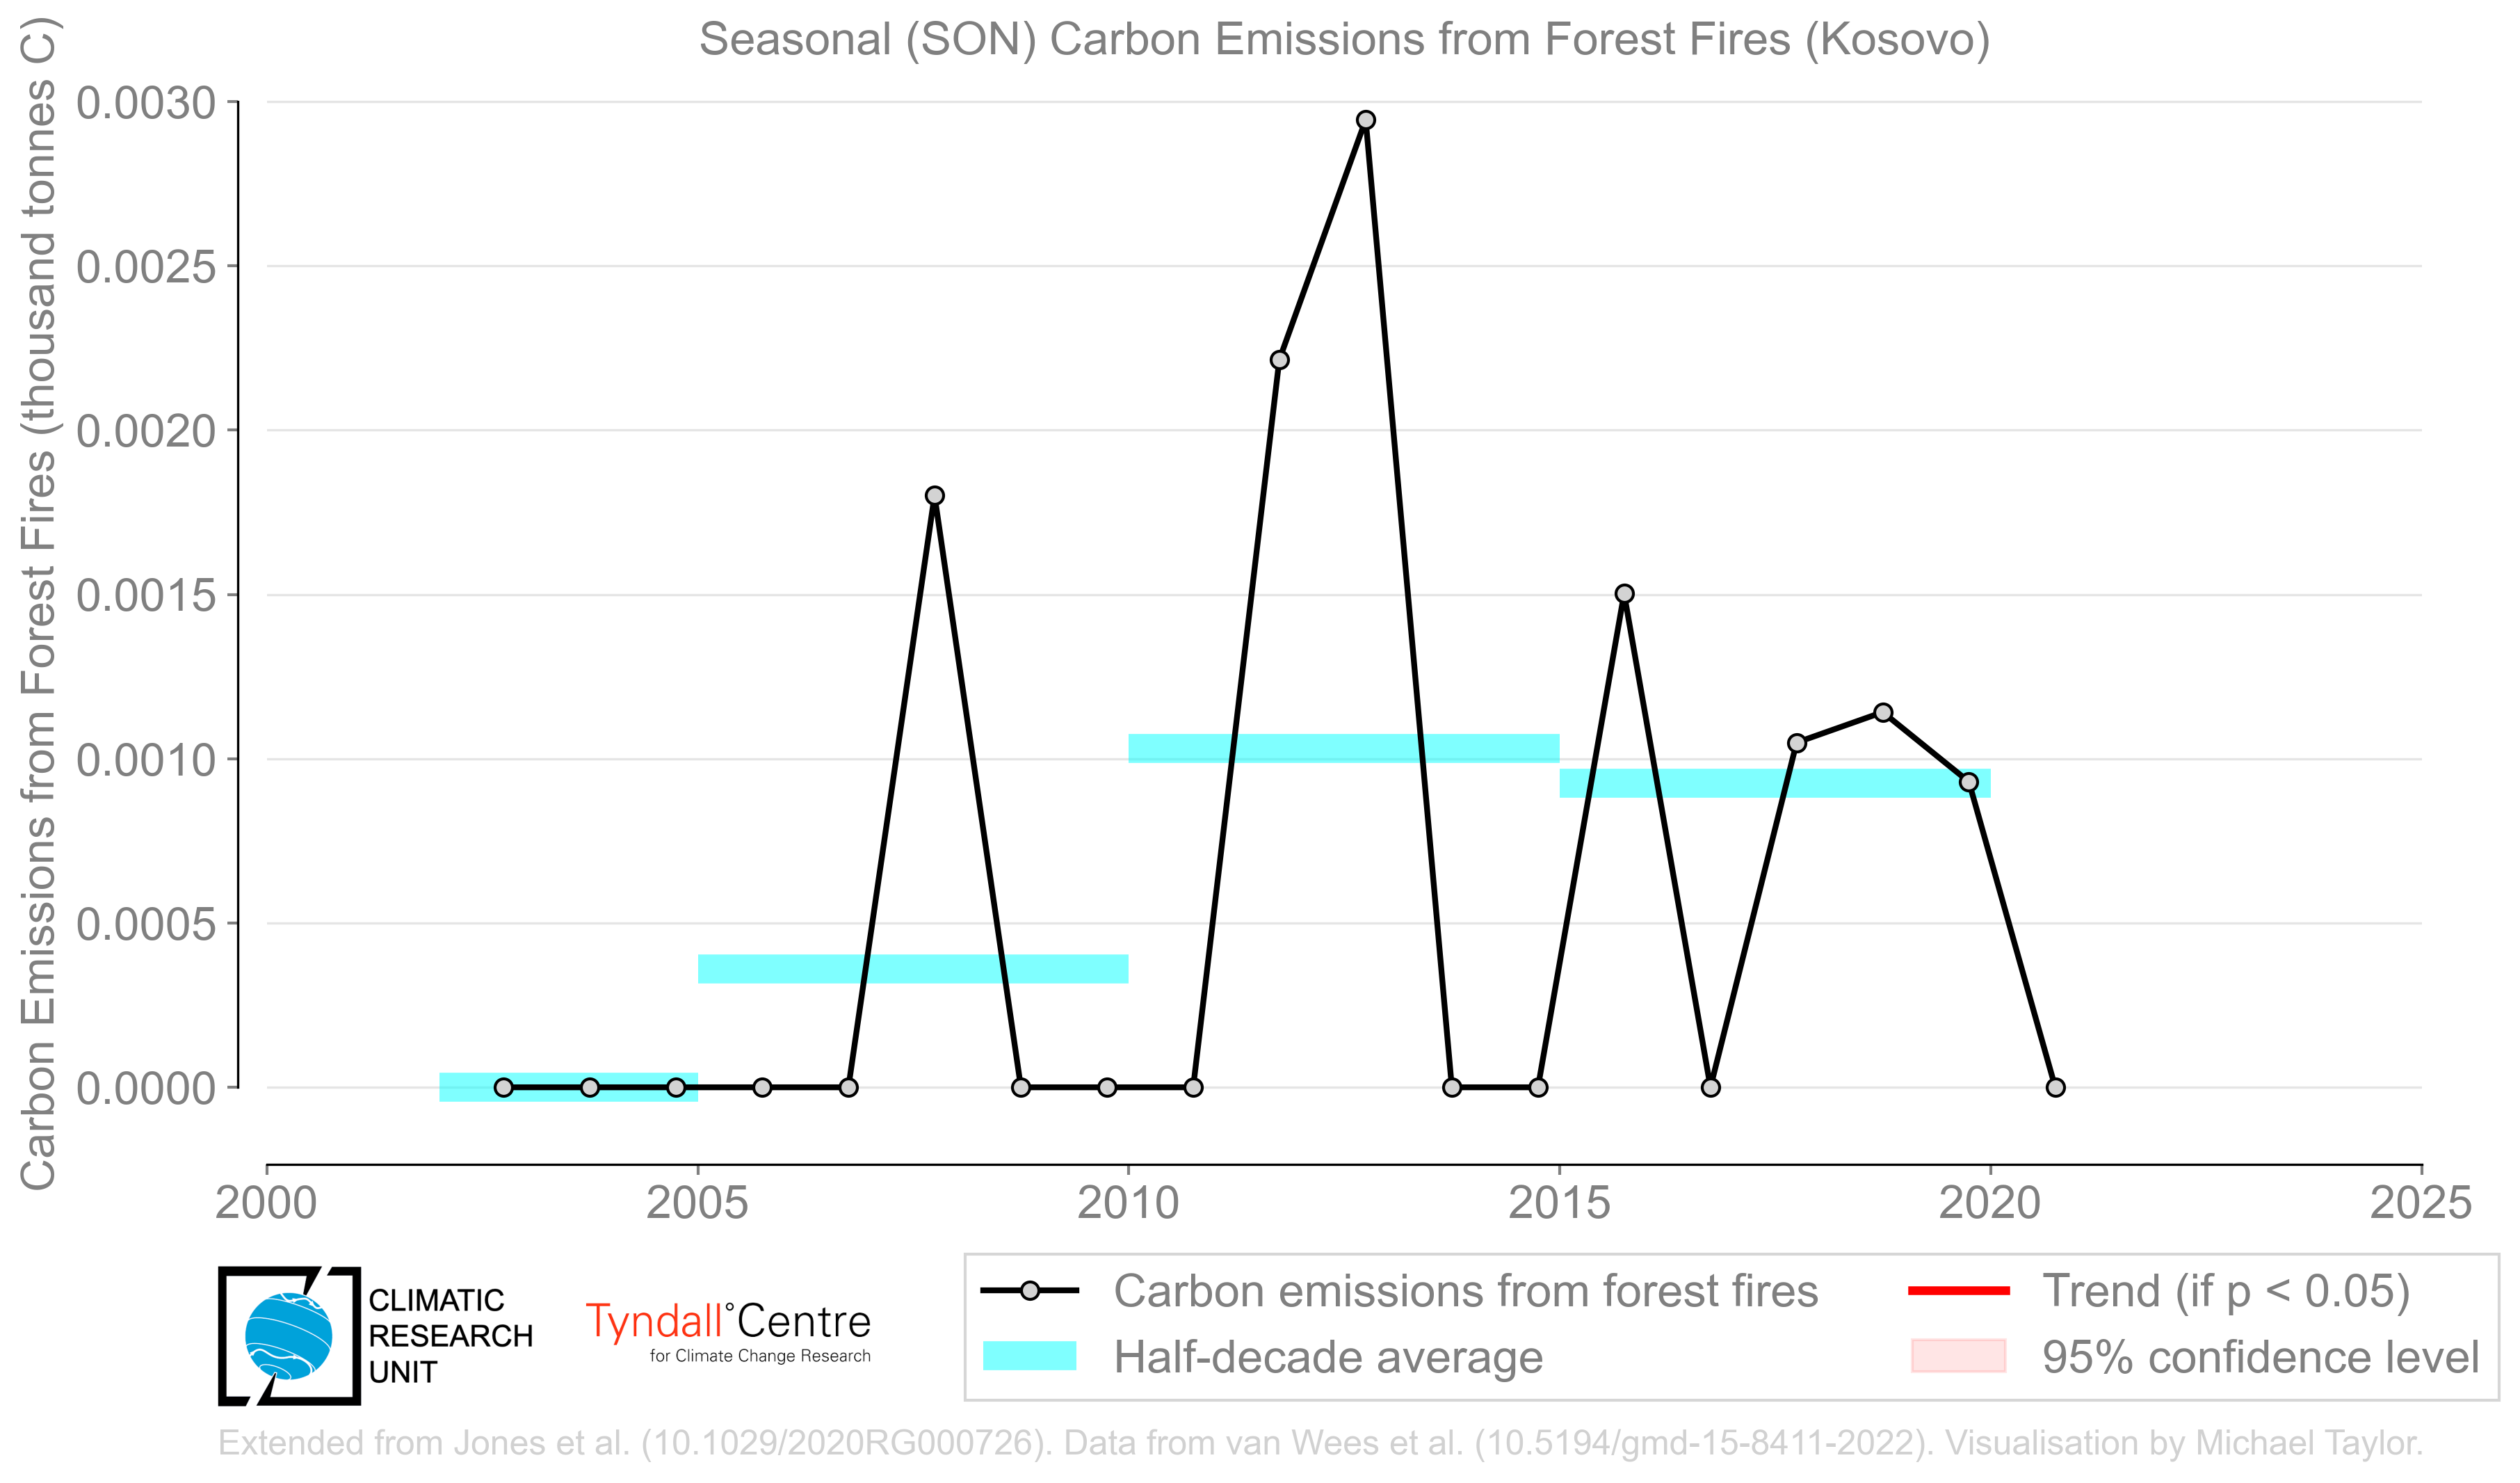 Seasonal (SON) Carbon Emissions from Forest Fires (Kosovo)
Carbon Emissions from Forest Fires (thousand tonnes C)
0.0030
0.0025
0.0020
0.0015
0.0010
0.0005
0.0000
2000 2005 2010 2015 2020 2025
CLIMATIC
RESEARCH
UNIT
Tyndall°Centre
for Climate Change Research
Carbon emissions from forest fires
Half-decade average
Trend (if p < 0.05)
95% confidence level
Extended from Jones et al. (10.1029/2020RG000726). Data from van Wees et al. (10.5194/gmd-15-8411-2022). Visualisation by Michael Taylor.